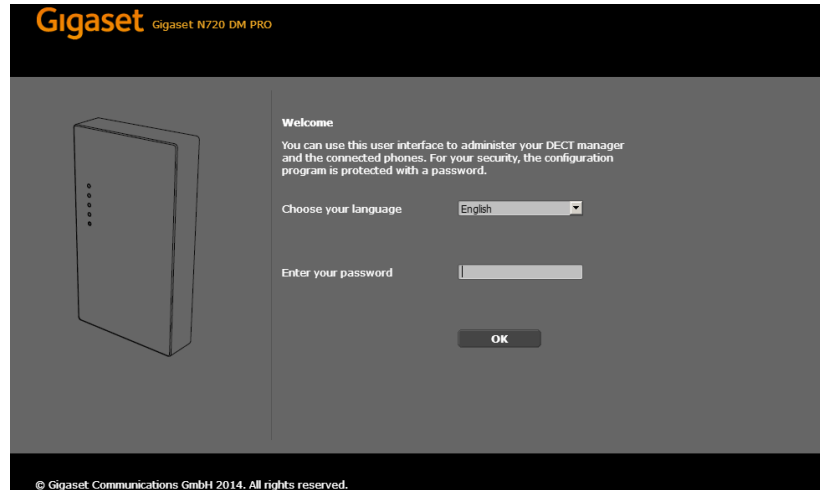 Gigaset Gigaset N720 DM PRO
Welcome
You can use this user interface to administer your DECT manager
and the connected phones. For your security, the configuration
program is protected with a password.
Choose your language English
Enter your password
OK
© Gigaset Communications GmbH 2014. All rights reserved.